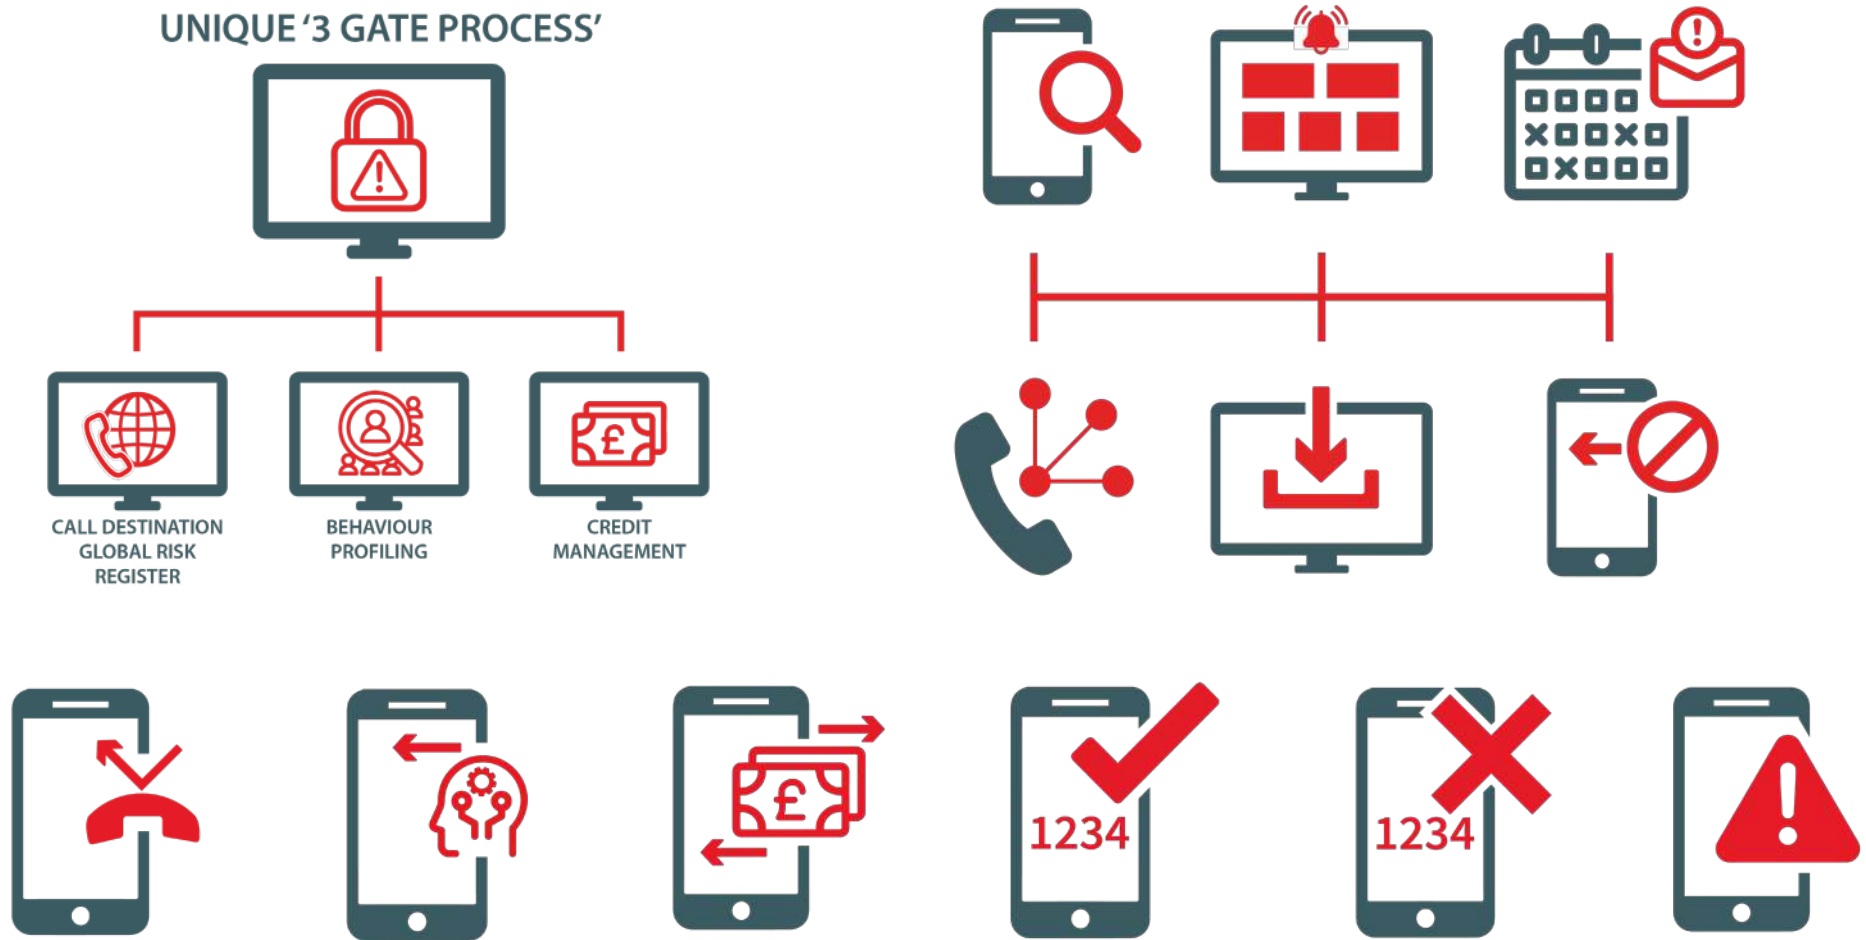 UNIQUE ‘3 GATE PROCESS’
CALL DESTINATION
GLOBAL RISK
REGISTER
BEHAVIOUR
PROFILING
CREDIT
MANAGEMENT
£
£
1234
1234